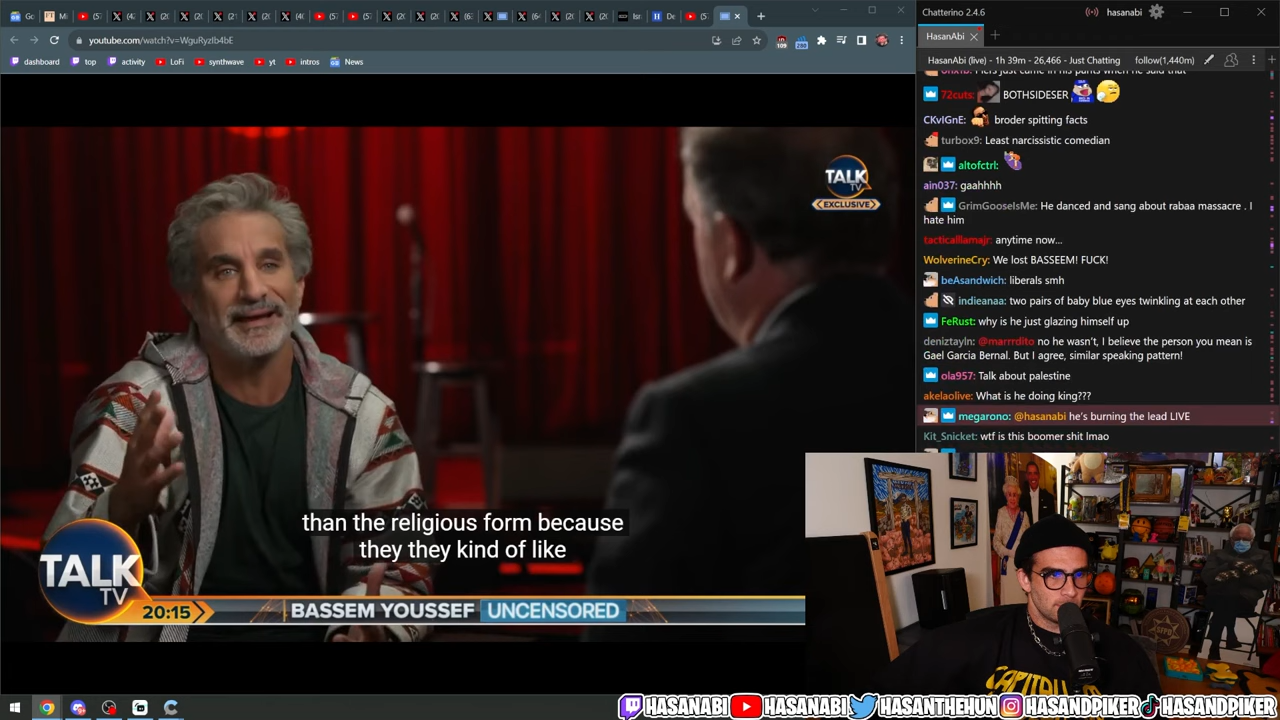 Chatterino 2.4.6
hasanabi
youtube.com/watch?v=WguRyzIb4bE
HasanAbi
dashboard
top
activity
LoFi
synthwave
yt
intros
News
HasanAbi (live) - 1h 39m - 26,466 - Just Chatting
follow(1,440m)
72cuts: BOTHSIDESER
CKvIGnE: broder spitting facts
turbox9: Least narcissistic comedian
altofctrl:
ain037: gaahhhh
GrimGooseIsMe: He danced and sang about rabaa massacre . I
hate him
tacticalllamajr: anytime now...
WolverineCry: We lost BASSEEM! FUCK!
beAsandwich: liberals smh
indieanaa: two pairs of baby blue eyes twinkling at each other
FeRust: why is he just glazing himself up
deniztayln: @marrrdito no he wasn't, I believe the person you mean is
Gael Garcia Bernal. But I agree, similar speaking pattern!
ola957: Talk about palestine
akelaolive: What is he doing king???
megarono: @hasanabi he's burning the lead LIVE
Kit_Snicket: wtf is this boomer shit lmao
TALK
TV
EXCLUSIVE
than the religious form because
they they kind of like
TALK
TV
20:15
BASSEM YOUSSEF UNCENSORED
HASANABI
HASANABI
HASANTHEHUN
HASANDPIKER
HASANDPIKER